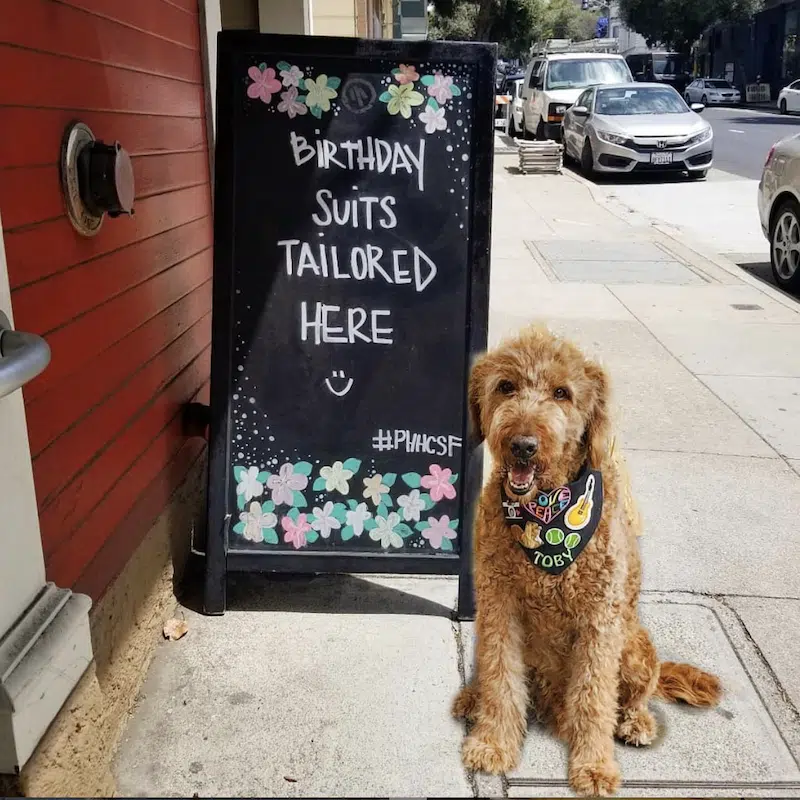 BIRTHDAY
SUITS
TAILORED
HERE
#PHHCSF
LOVE
PEACE
TOBY